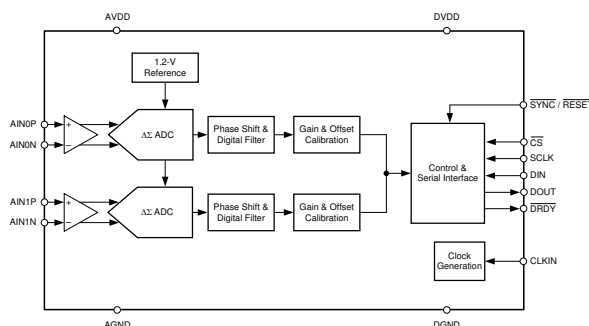 AVDD
DVDD
1.2-V
Reference
SYNC / RESET
AIN0P
+
ΔΣ ADC
Phase Shift &
Digital Filter
Gain & Offset
Calibration
AIN0N
−
CS
SCLK
Control &
Serial Interface
DIN
DOUT
DRDY
AIN1P
+
ΔΣ ADC
Phase Shift &
Digital Filter
Gain & Offset
Calibration
AIN1N
−
Clock
Generation
CLKIN
AGND
DGND